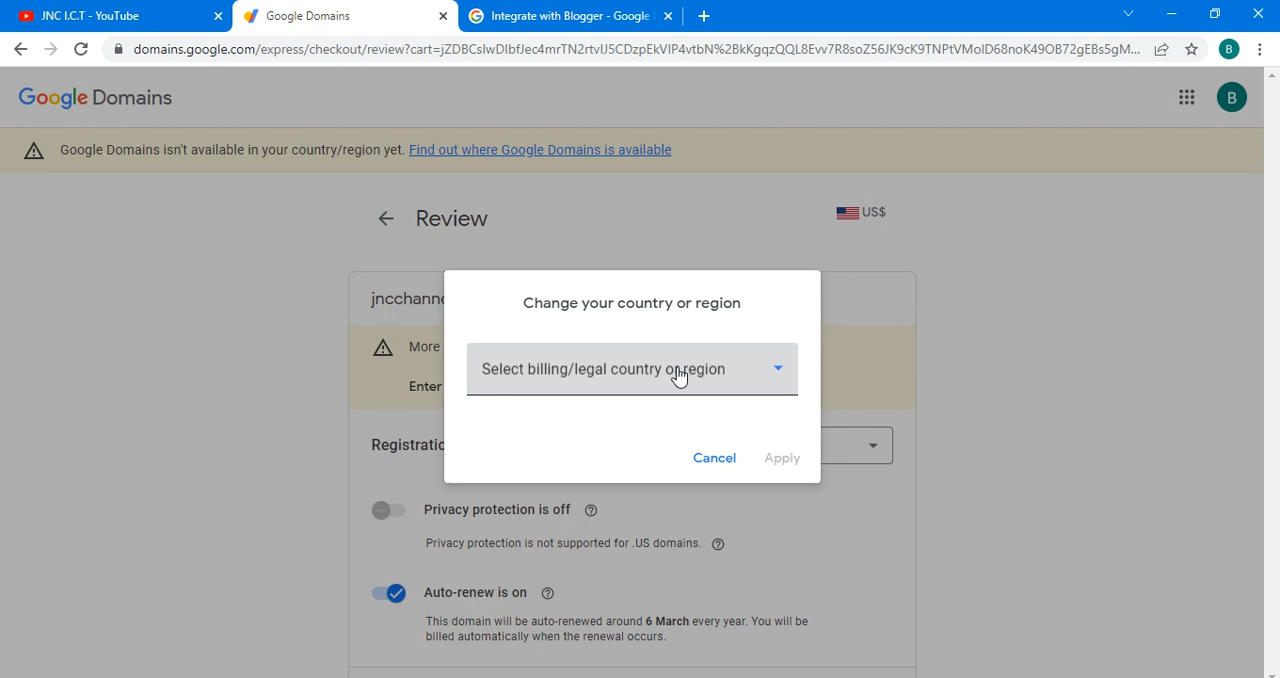 JNC I.C.T - YouTube
Google Domains
Integrate with Blogger - Google
domains.google.com/express/checkout/review?cart=jZDBCslwDIbfJec4mrTN2rtvIJ5CDzpEkVIP4vtbN%2BkKgqzQQL8Evv7R8soZ56JK9cK9TNPtVMoID68noK49OB72gEBs5gM...
B
Google Domains
B
Google Domains isn't available in your country/region yet. Find out where Google Domains is available
Review
US$
jncchanne
More
Enter
Change your country or region
Select billing/legal country or region
Cancel
Apply
Registratio
Privacy protection is off
Privacy protection is not supported for .US domains.
Auto-renew is on
This domain will be auto-renewed around 6 March every year. You will be
billed automatically when the renewal occurs.